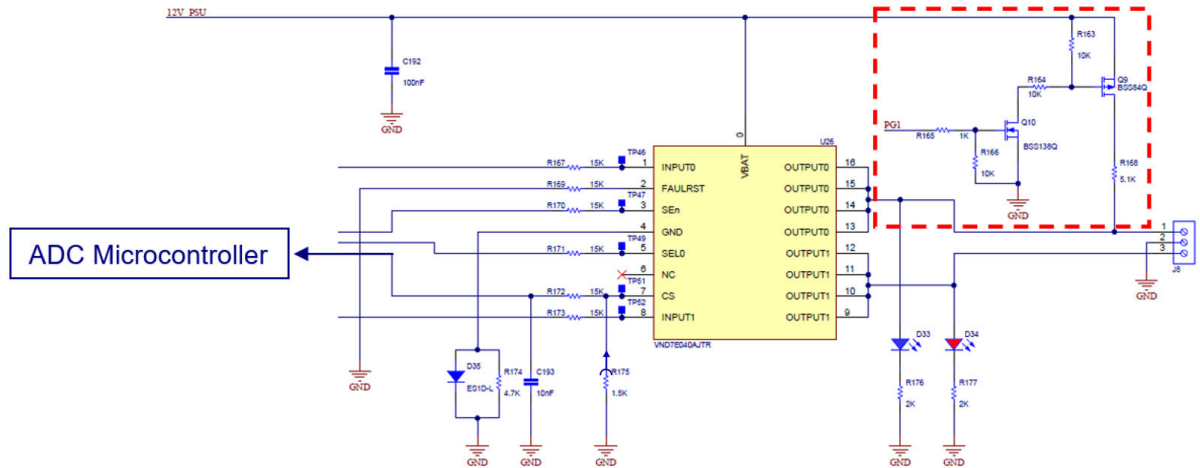 12V_PSU
C192
100nF
GND
R163
10K
R164
10K
Q9
BSS84Q
PG1
R165
1K
Q10
BSS138Q
R166
10K
GND
R168
5.1K
ADC Microcontroller
R167
15K
TP46
R169
15K
R170
15K
TP47
R171
15K
TP49
R172
15K
TP51
R173
15K
TP52
U26
0
VBAT
1 INPUT0 OUTPUT0 16
2 FAULRST OUTPUT0 15
3 SEn OUTPUT0 14
4 GND OUTPUT0 13
5 SEL0 OUTPUT1 12
6 NC OUTPUT1 11
7 CS OUTPUT1 10
8 INPUT1 OUTPUT1 9
VND7E040AJTR
1
2
3
J8
GND
GND
D35
ES1D-L
R174
4.7K
GND
C193
10nF
GND
R175
1.5K
GND
D33
R176
2K
GND
D34
R177
2K
GND